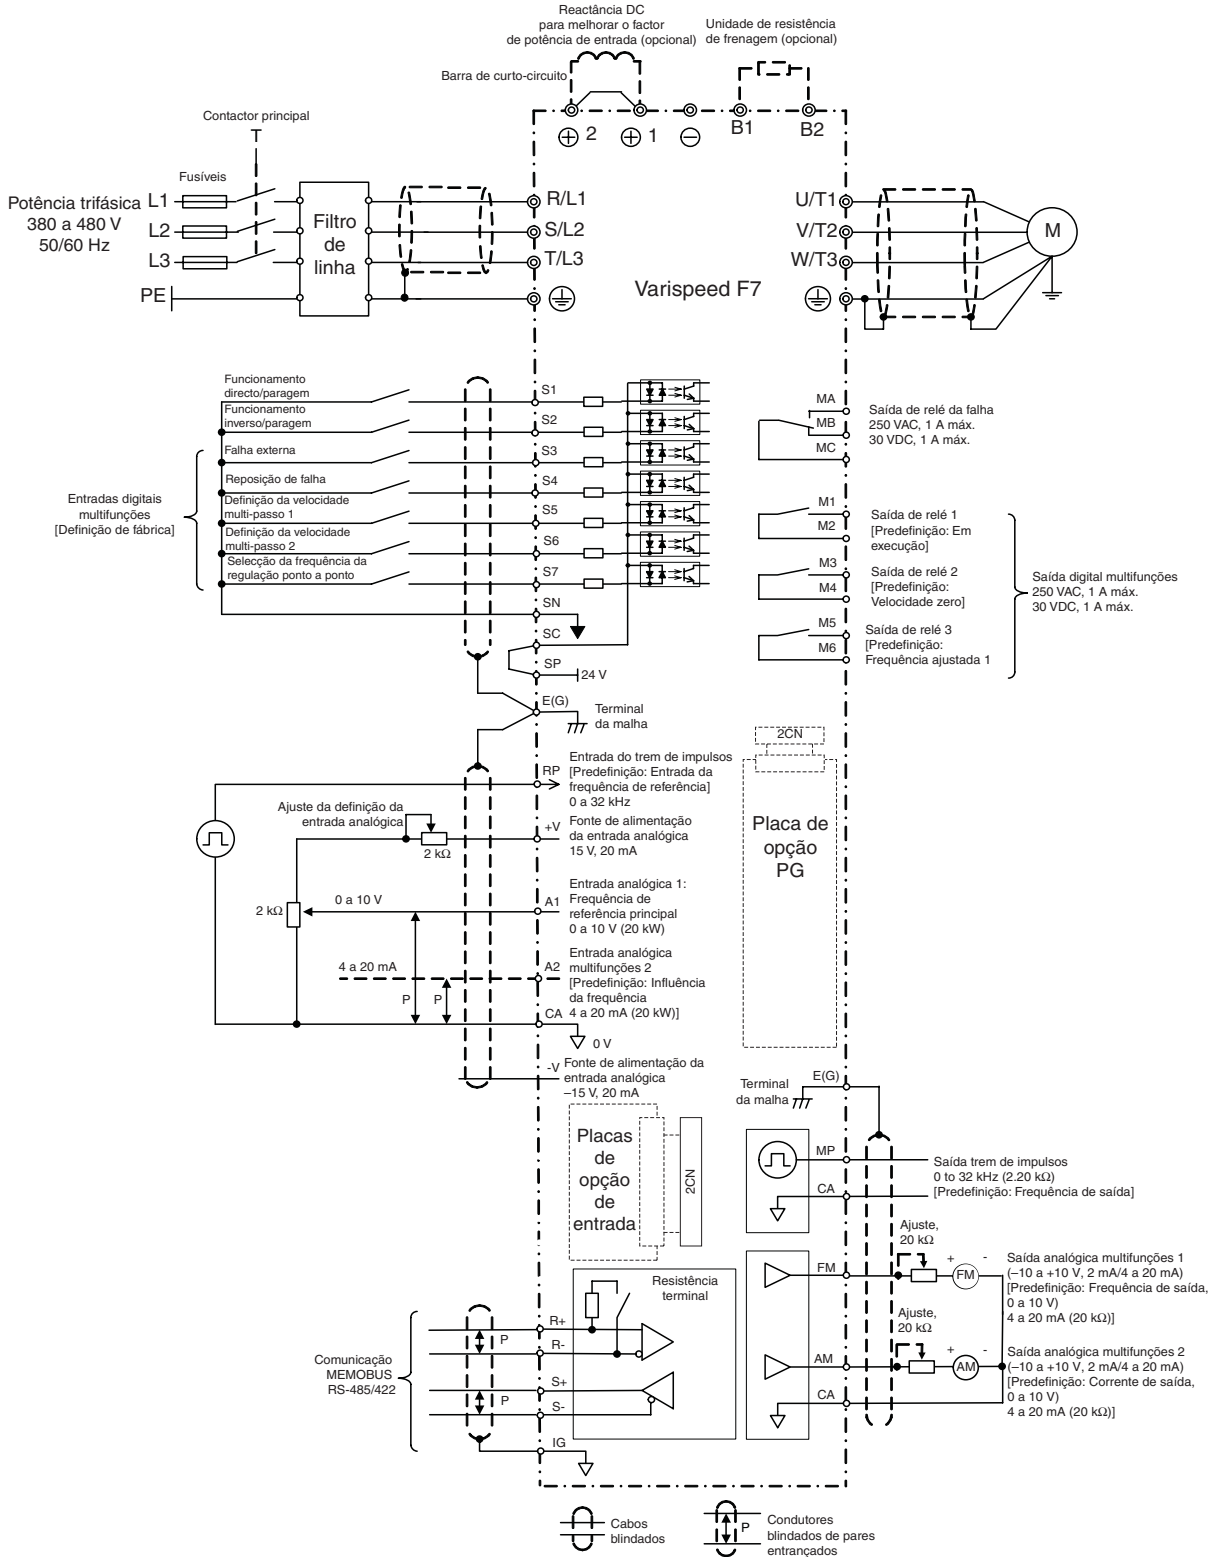 Reactância DC
para melhorar o factor
de potência de entrada (opcional)
Unidade de resistência
de frenagem (opcional)
Barra de curto-circuito
+ 2
+ 1
−
B1
B2
Contactor principal
Fusíveis
Potência trifásica
380 a 480 V
50/60 Hz
L1
L2
L3
PE
Filtro
de
linha
R/L1
S/L2
T/L3
Varispeed F7
U/T1
V/T2
W/T3
M
Funcionamento
directo/paragem
Funcionamento
inverso/paragem
Falha externa
Reposição de falha
Definição da velocidade
multi-passo 1
Definição da velocidade
multi-passo 2
Selecção da frequência da
regulação ponto a ponto
Entradas digitais
multifunções
[Definição de fábrica]
S1
S2
S3
S4
S5
S6
S7
SN
SC
SP
24 V
E(G)
Terminal
da malha
MA
MB
MC
Saída de relé da falha
250 VAC, 1 A máx.
30 VDC, 1 A máx.
M1
M2
Saída de relé 1
[Predefinição: Em
execução]
M3
M4
Saída de relé 2
[Predefinição:
Velocidade zero]
M5
M6
Saída de relé 3
[Predefinição:
Frequência ajustada 1
Saída digital multifunções
250 VAC, 1 A máx.
30 VDC, 1 A máx.
RP
Entrada do trem de impulsos
[Predefinição: Entrada da
frequência de referência]
0 a 32 kHz
Ajuste da definição da
entrada analógica
2 kΩ
+V
Fonte de alimentação
da entrada analógica
15 V, 20 mA
2 kΩ
0 a 10 V
A1
Entrada analógica 1:
Frequência de
referência principal
0 a 10 V (20 kW)
4 a 20 mA
P
P
A2
Entrada analógica
multifunções 2
[Predefinição: Influência
da frequência
4 a 20 mA (20 kW)]
CA
0 V
-V
Fonte de alimentação da
entrada analógica
–15 V, 20 mA
2CN
Placa de
opção
PG
Placas
de
opção
de
entrada
2CN
Terminal
da malha
E(G)
MP
CA
Saída trem de impulsos
0 to 32 kHz (2.20 kΩ)
[Predefinição: Frequência de saída]
Ajuste,
20 kΩ
FM
+
-
FM
Saída analógica multifunções 1
(–10 a +10 V, 2 mA/4 a 20 mA)
[Predefinição: Frequência de saída,
0 a 10 V)
4 a 20 mA (20 kΩ)]
Ajuste,
20 kΩ
AM
+
-
AM
CA
Saída analógica multifunções 2
(–10 a +10 V, 2 mA/4 a 20 mA)
[Predefinição: Corrente de saída,
0 a 10 V)
4 a 20 mA (20 kΩ)]
Resistência
terminal
Comunicação
MEMOBUS
RS-485/422
P
P
R+
R-
S+
S-
IG
Cabos
blindados
P
Condutores
blindados de pares
entrançados